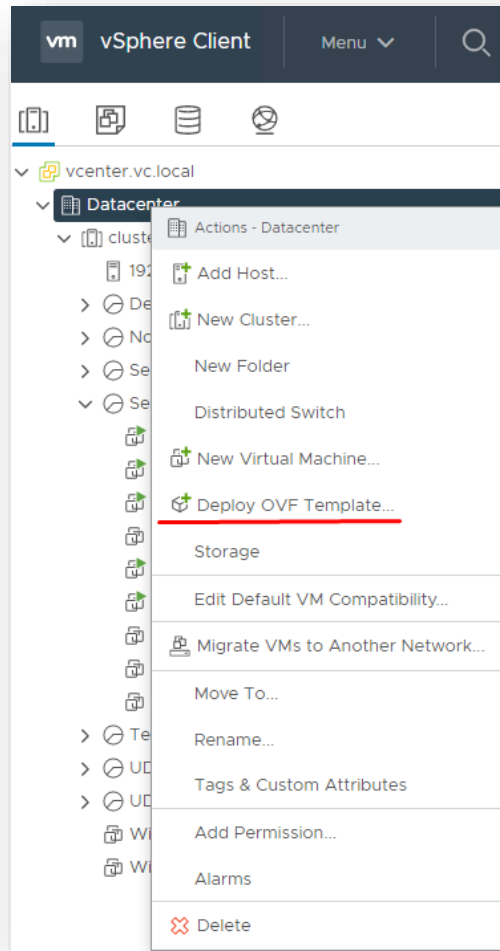 vm vSphere Client Menu
vcenter.vc.local
Datacenter
Actions - Datacenter
Add Host...
New Cluster...
New Folder
Distributed Switch
New Virtual Machine...
Deploy OVF Template...
Storage
Edit Default VM Compatibility...
Migrate VMs to Another Network...
Move To...
Rename...
Tags & Custom Attributes
Add Permission...
Alarms
Delete